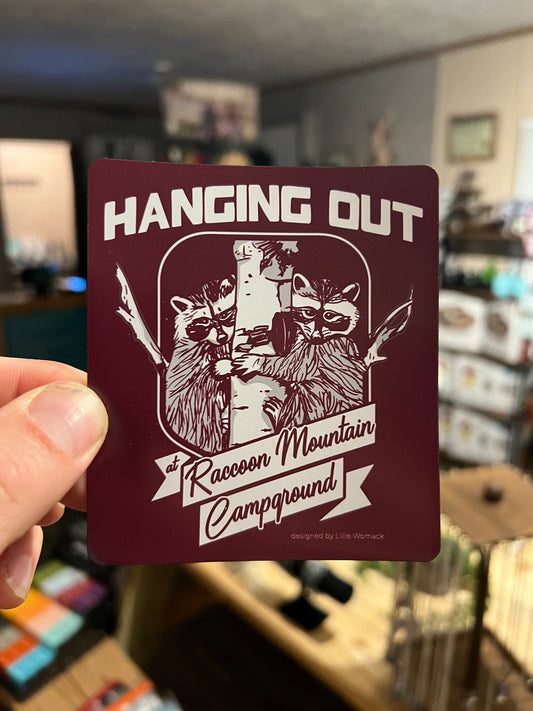 HANGING OUT
at Raccoon Mountain
Campground
designed by Lillie Womack